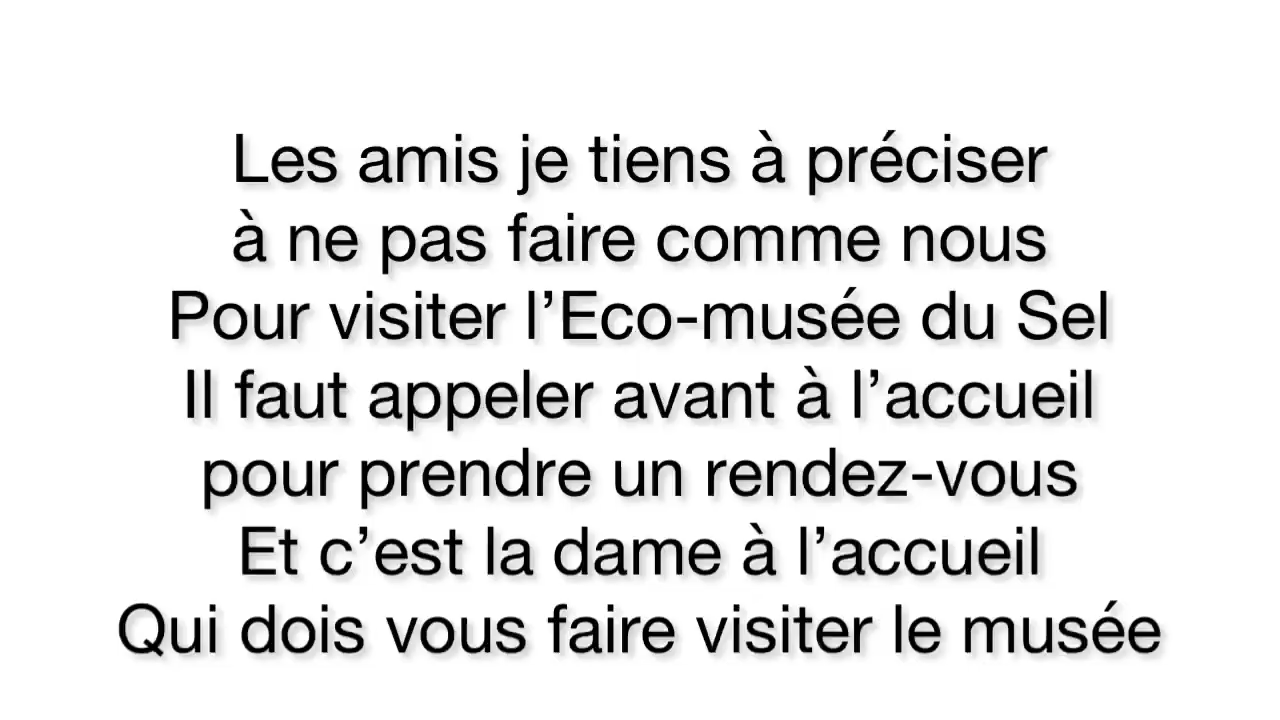 Les amis je tiens à préciser
à ne pas faire comme nous
Pour visiter l’Eco-musée du Sel
Il faut appeler avant à l’accueil
pour prendre un rendez-vous
Et c’est la dame à l’accueil
Qui dois vous faire visiter le musée